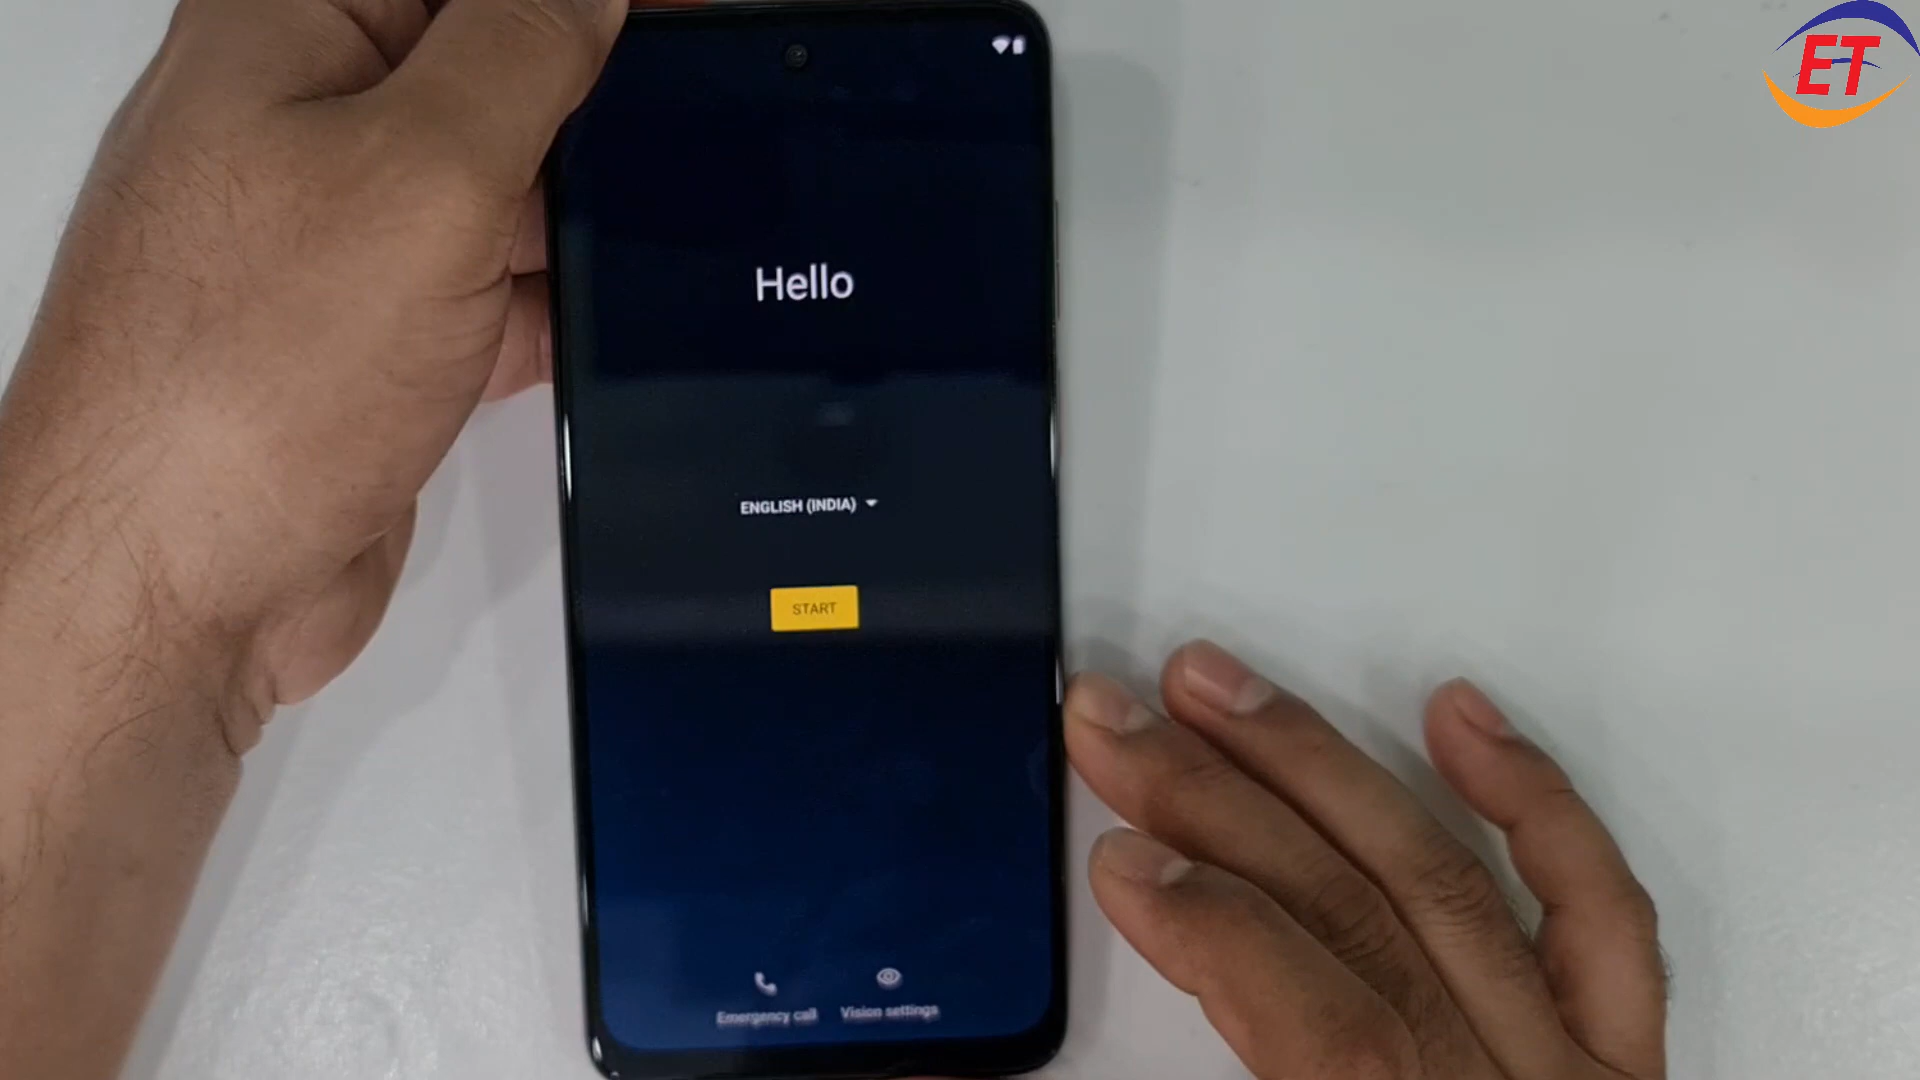 ET
Hello
ENGLISH (INDIA)
START
Emergency call
Vision settings